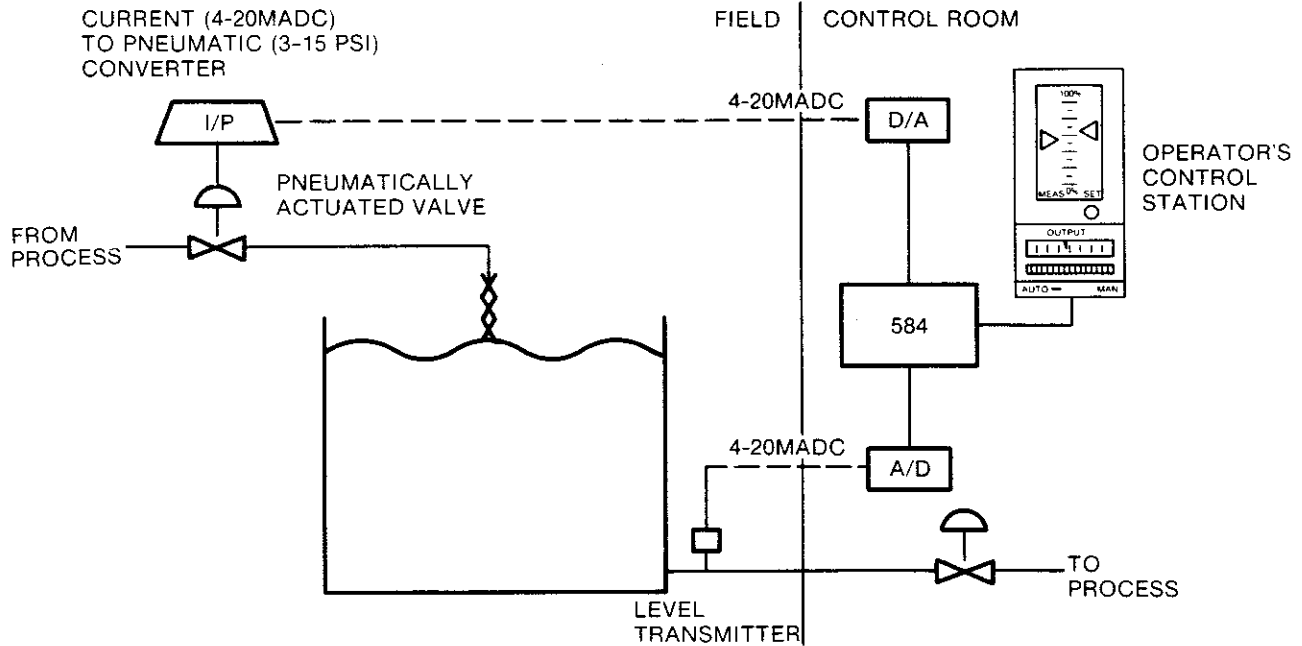 CURRENT (4-20MADC)
TO PNEUMATIC (3-15 PSI)
CONVERTER
FIELD
CONTROL ROOM
I/P
4-20MADC
D/A
100%
0%
MEAS
SET
OUTPUT
AUTO
MAN
OPERATOR'S
CONTROL
STATION
PNEUMATICALLY
ACTUATED VALVE
FROM
PROCESS
584
4-20MADC
A/D
LEVEL
TRANSMITTER
TO
PROCESS